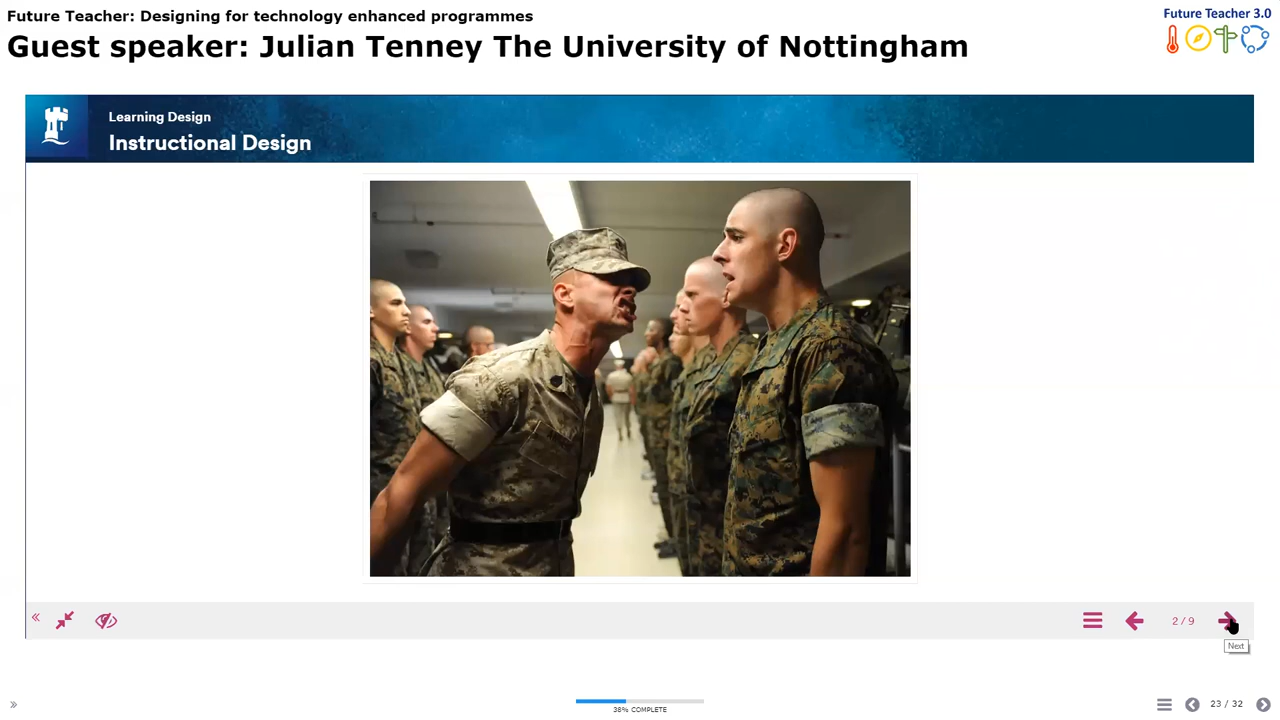 Future Teacher: Designing for technology enhanced programmes
Guest speaker: Julian Tenney The University of Nottingham
Future Teacher 3.0
Learning Design
Instructional Design
2 / 9
Next
38% COMPLETE
23 / 32